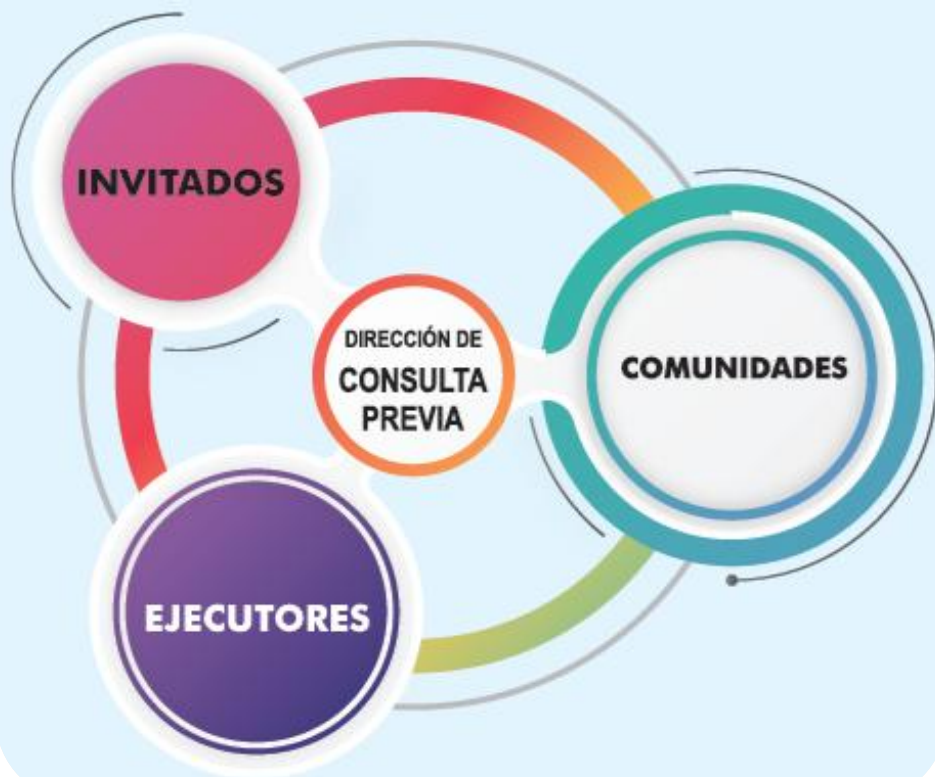 INVITADOS
DIRECCIÓN DE
CONSULTA
PREVIA
COMUNIDADES
EJECUTORES